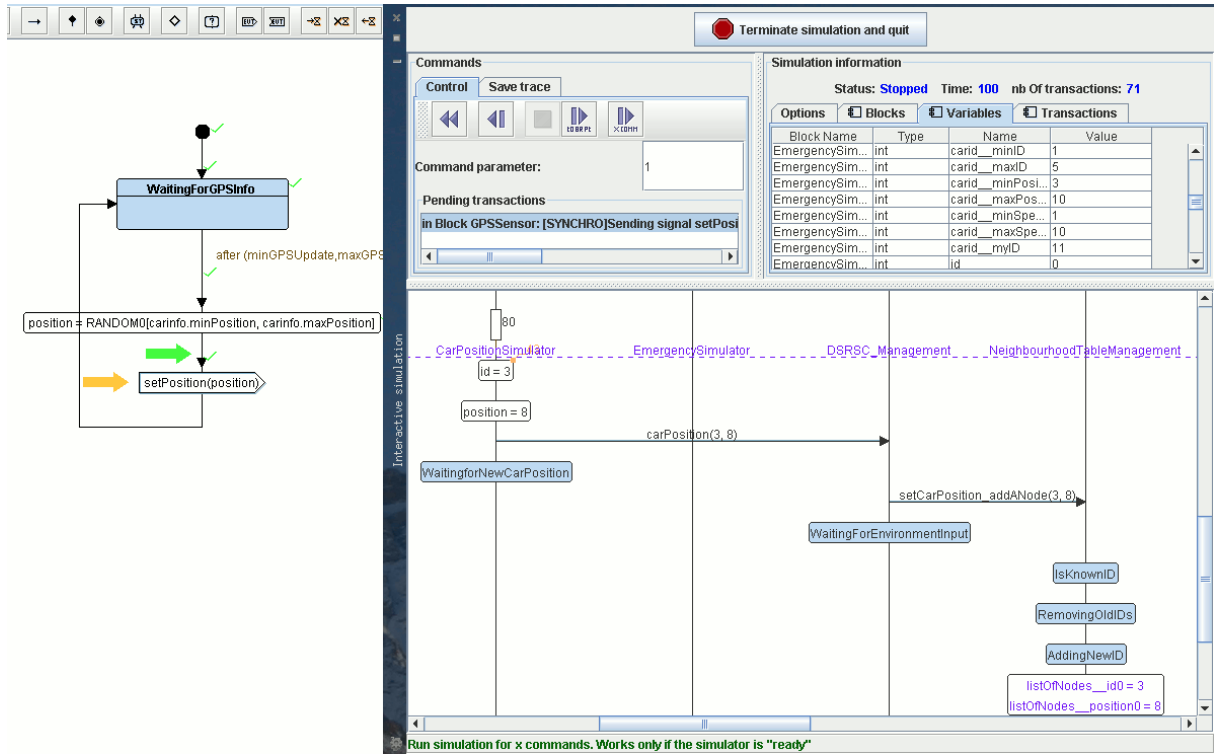 Terminate simulation and quit
Commands
Control Save trace
TO BR PT X COMM
Command parameter: 1
Pending transactions
in Block GPSSensor: [SYNCHRO]Sending signal setPosi
Simulation information
Status: Stopped Time: 100 nb Of transactions: 71
Options Blocks Variables Transactions
Block Name Type Name Value
EmergencySim... int carid__minID 1
EmergencySim... int carid__maxID 5
EmergencySim... int carid__minPosi... 3
EmergencySim... int carid__maxPos... 10
EmergencySim... int carid__minSpe... 1
EmergencySim... int carid__maxSpe... 10
EmergencySim... int carid__myID 11
EmergencySim... int id 0
WaitingForGPSInfo
after (minGPSUpdate,maxGPS
position = RANDOM0[carinfo.minPosition, carinfo.maxPosition]
setPosition(position)
Interactive simulation
80
CarPositionSimulator EmergencySimulator DSRSC_Management NeighbourhoodTableManagement
id = 3
position = 8
carPosition(3, 8)
WaitingforNewCarPosition
setCarPosition_addANode(3, 8)
WaitingForEnvironmentInput
IsKnownID
RemovingOldIDs
AddingNewID
listOfNodes__id0 = 3
listOfNodes__position0 = 8
Run simulation for x commands. Works only if the simulator is "ready"